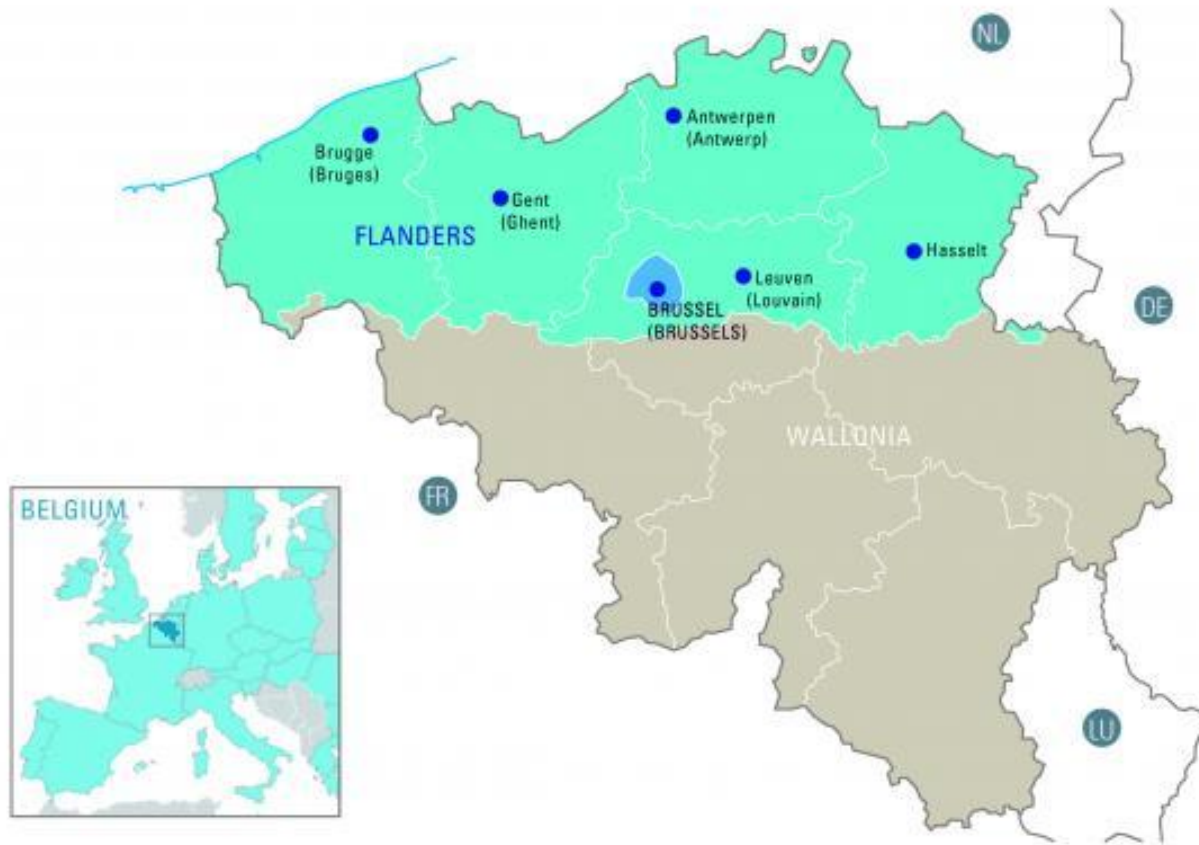 NL
Antwerpen
(Antwerp)
Brugge
(Bruges)
Gent
(Ghent)
FLANDERS
Hasselt
Leuven
(Louvain)
BRUSSEL
(BRUSSELS)
DE
WALLONIA
FR
BELGIUM
LU